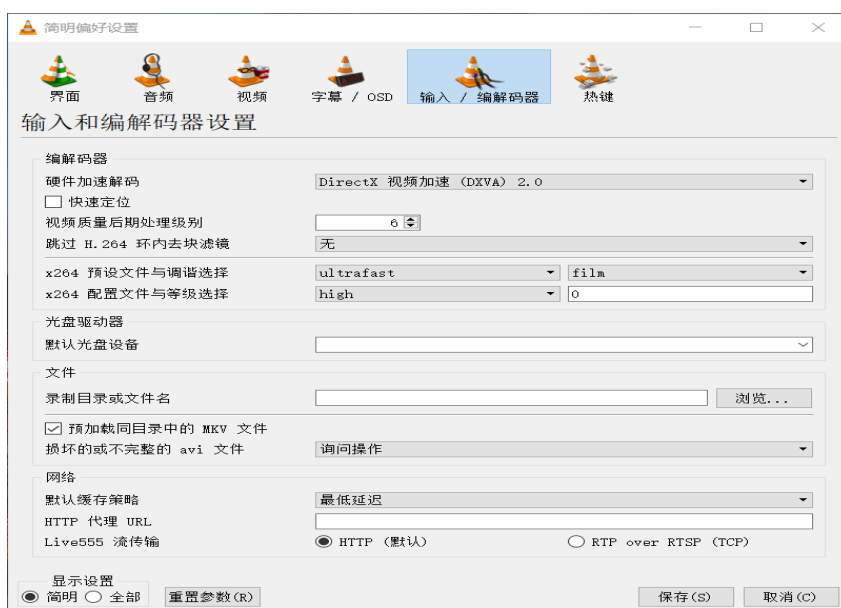 简明偏好设置
界面 音频 视频 字幕 / OSD 输入 / 编解码器 热键
输入和编解码器设置
编解码器
硬件加速解码 DirectX 视频加速 (DXVA) 2.0
快速定位
视频质量后期处理级别 6
跳过 H.264 环内去块滤镜 无
x264 预设文件与调谐选择 ultrafast film
x264 配置文件与等级选择 high 0
光盘驱动器
默认光盘设备
文件
录制目录或文件名 浏览...
预加载同目录中的 MKV 文件
损坏的或不完整的 avi 文件 询问操作
网络
默认缓存策略 最低延迟
HTTP 代理 URL
Live555 流传输 HTTP (默认) RTP over RTSP (TCP)
显示设置
简明 全部 重置参数(R) 保存(S) 取消(C)